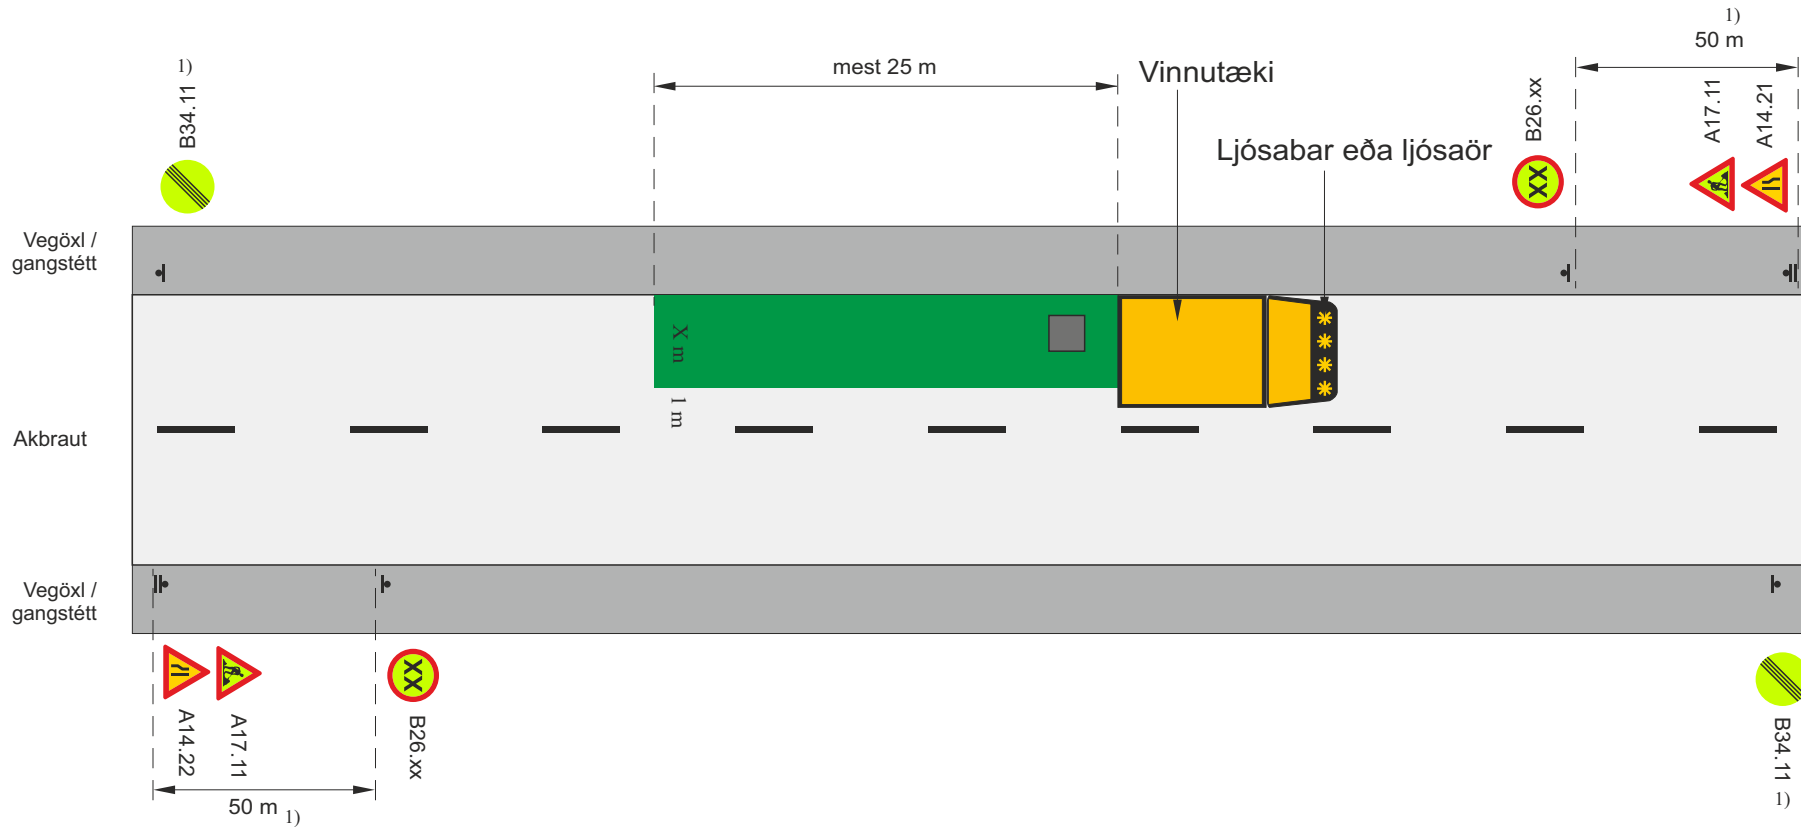 1)
50 m
1)
B34.11
mest 25 m
Vinnutæki
Ljósabar eða ljósaör
B26.xx
A17.11
A14.21
XX
Vegöxl /
gangstétt
X m
1 m
Akbraut
Vegöxl /
gangstétt
XX
A14.22
A17.11
B26.xx
B34.11
1)
50 m 1)